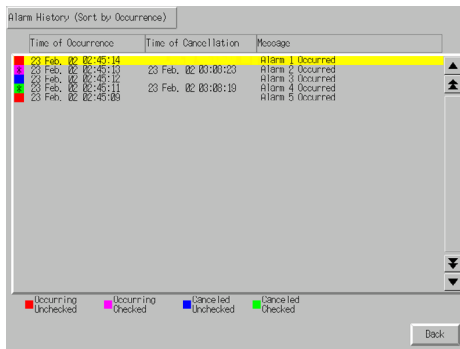 Alarm History (Sort by Occurrence)
Time of Occurrence Time of Cancellation Message
23 Feb. 02 02:45:14 Alarm 1 Occurred
23 Feb. 02 02:45:13 23 Feb. 02 03:08:23 Alarm 2 Occurred
23 Feb. 02 02:45:12 Alarm 3 Occurred
23 Feb. 02 02:45:11 23 Feb. 02 03:08:19 Alarm 4 Occurred
23 Feb. 02 02:45:09 Alarm 5 Occurred
Occurring Occurring Canceled Canceled
Unchecked Checked Unchecked Checked
Back